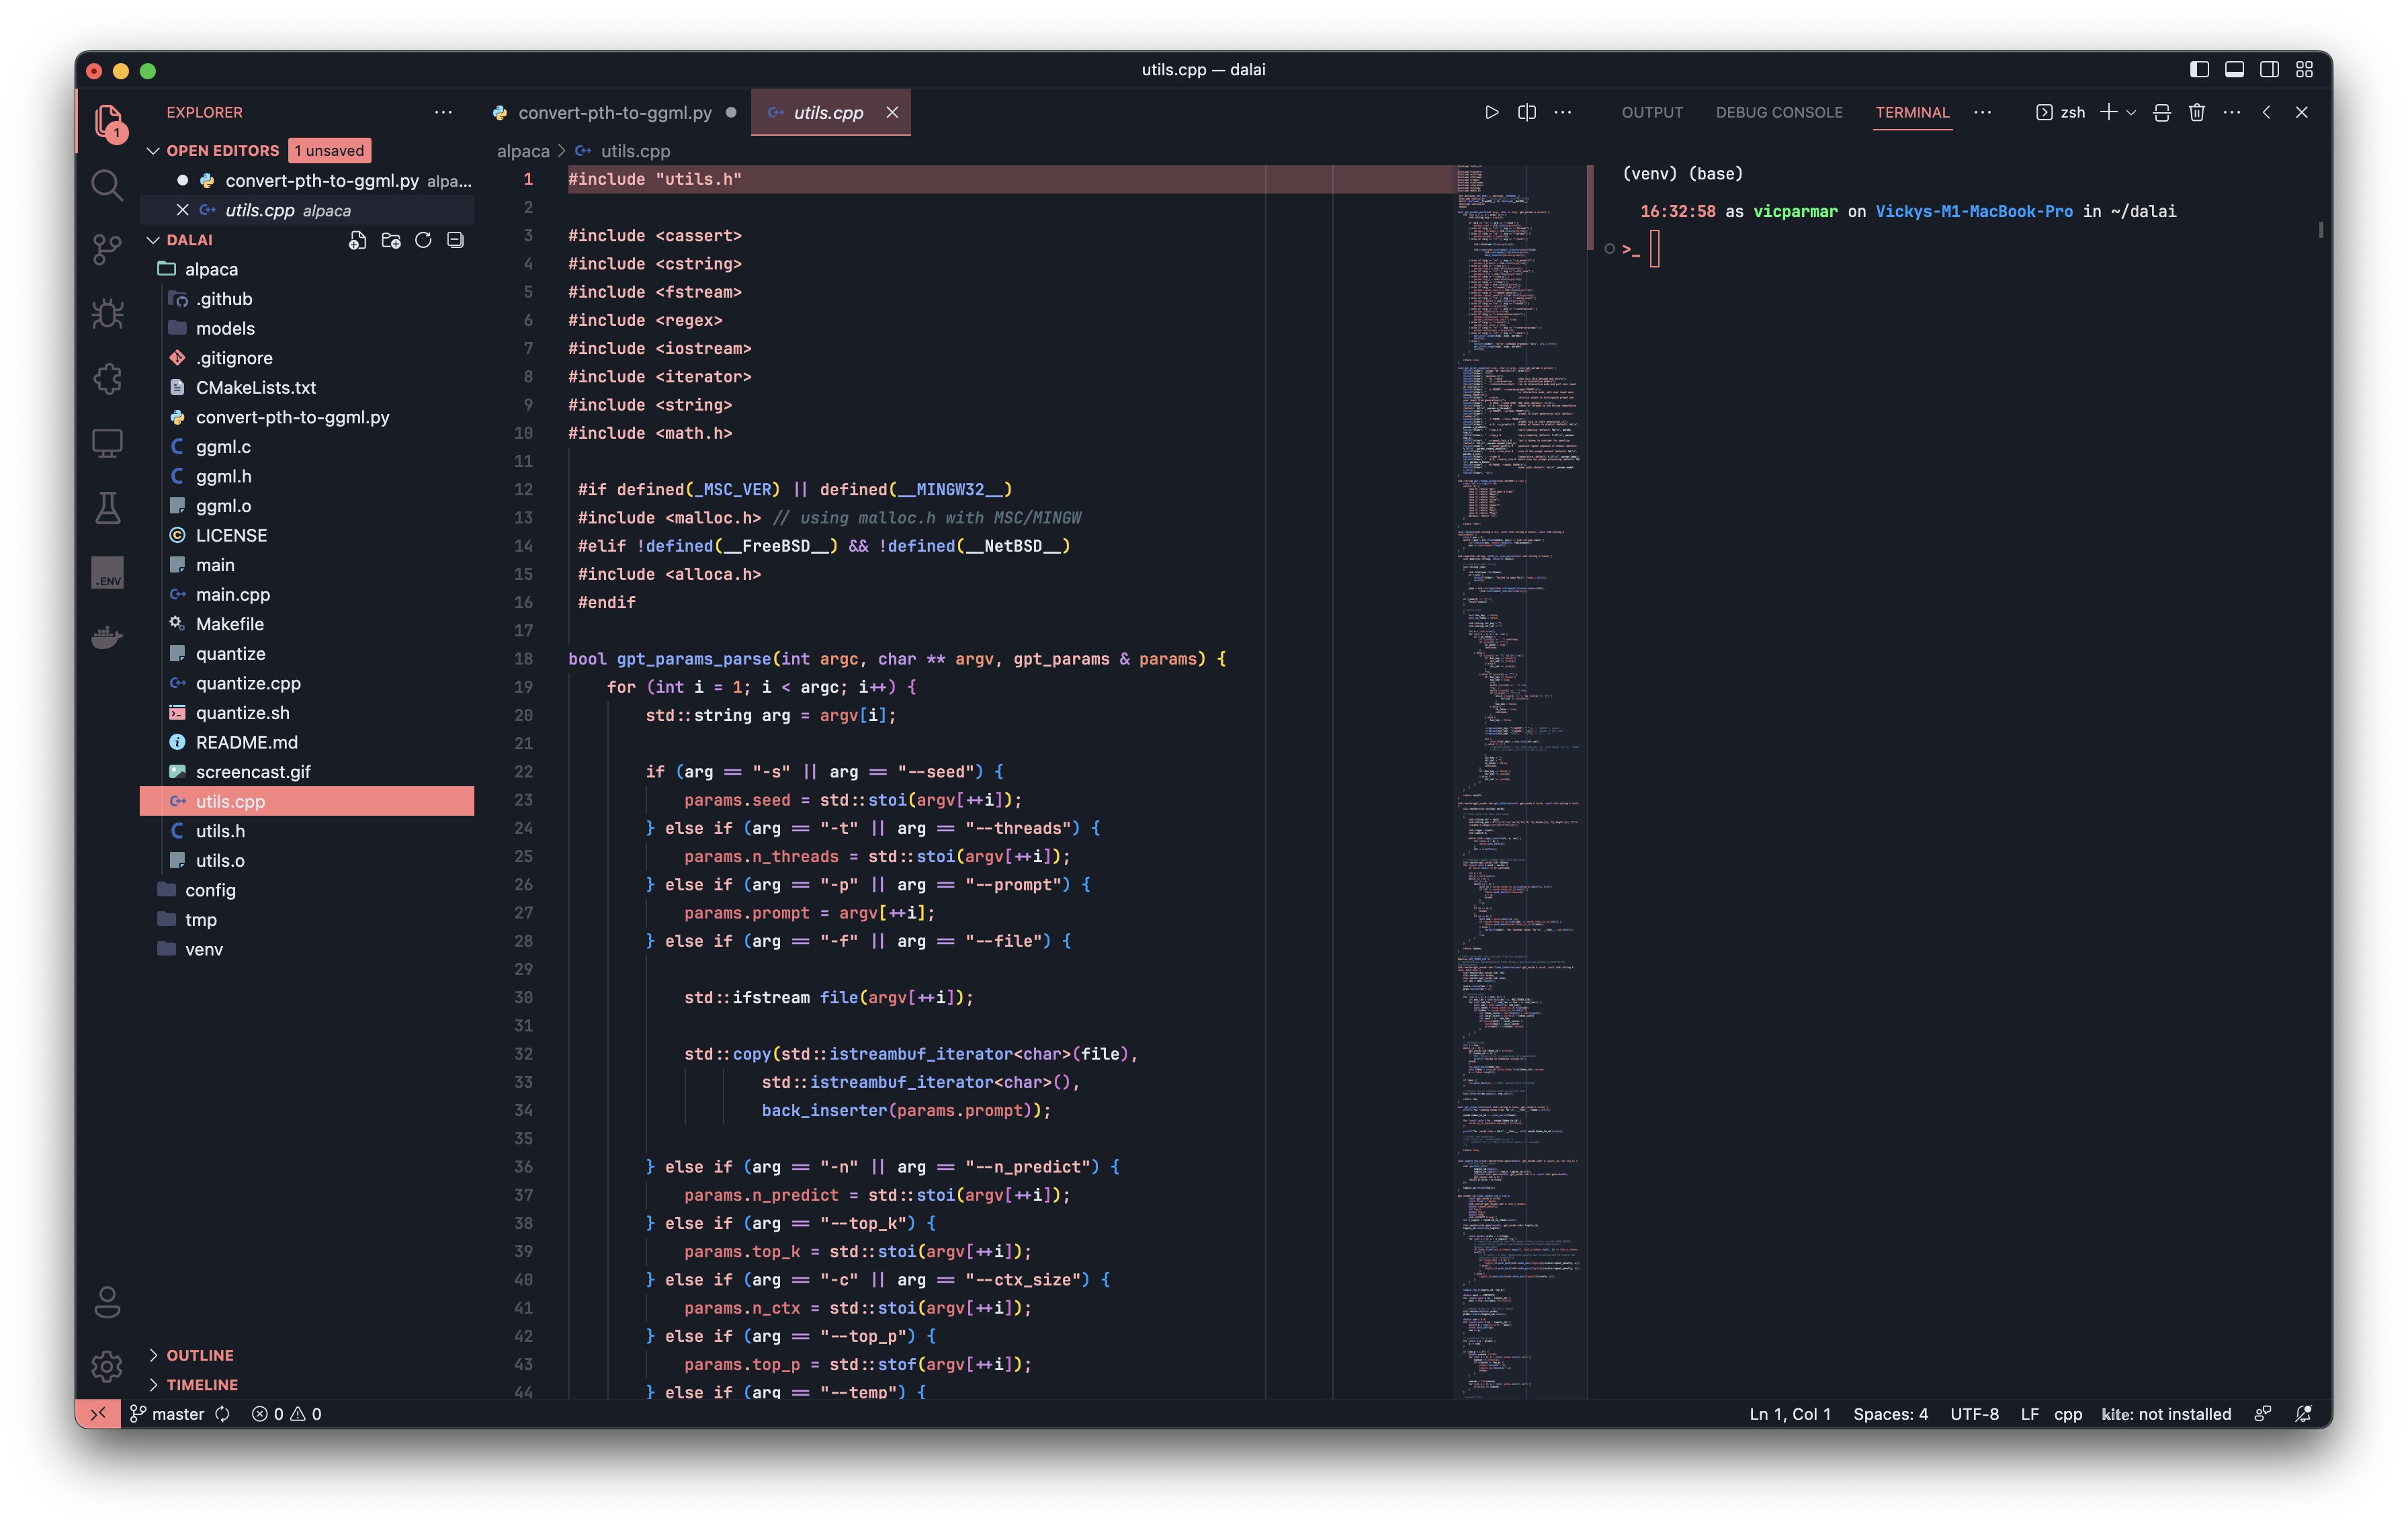 utils.cpp — dalai
EXPLORER
OPEN EDITORS 1 unsaved
convert-pth-to-ggml.py alpa...
utils.cpp alpaca
DALAI
alpaca
.github
models
.gitignore
CMakeLists.txt
convert-pth-to-ggml.py
ggml.c
ggml.h
ggml.o
LICENSE
main
main.cpp
Makefile
quantize
quantize.cpp
quantize.sh
README.md
screencast.gif
utils.cpp
utils.h
utils.o
config
tmp
venv
OUTLINE
TIMELINE
1
.ENV
convert-pth-to-ggml.py
utils.cpp
alpaca > utils.cpp
1 #include "utils.h"
2
3 #include <cassert>
4 #include <cstring>
5 #include <fstream>
6 #include <regex>
7 #include <iostream>
8 #include <iterator>
9 #include <string>
10 #include <math.h>
11
12 #if defined(_MSC_VER) || defined(__MINGW32__)
13 #include <malloc.h> // using malloc.h with MSC/MINGW
14 #elif !defined(__FreeBSD__) && !defined(__NetBSD__)
15 #include <alloca.h>
16 #endif
17
18 bool gpt_params_parse(int argc, char ** argv, gpt_params & params) {
19 for (int i = 1; i < argc; i++) {
20 std::string arg = argv[i];
21
22 if (arg == "-s" || arg == "--seed") {
23 params.seed = std::stoi(argv[++i]);
24 } else if (arg == "-t" || arg == "--threads") {
25 params.n_threads = std::stoi(argv[++i]);
26 } else if (arg == "-p" || arg == "--prompt") {
27 params.prompt = argv[++i];
28 } else if (arg == "-f" || arg == "--file") {
29
30 std::ifstream file(argv[++i]);
31
32 std::copy(std::istreambuf_iterator<char>(file),
33 std::istreambuf_iterator<char>(),
34 back_inserter(params.prompt));
35
36 } else if (arg == "-n" || arg == "--n_predict") {
37 params.n_predict = std::stoi(argv[++i]);
38 } else if (arg == "--top_k") {
39 params.top_k = std::stoi(argv[++i]);
40 } else if (arg == "-c" || arg == "--ctx_size") {
41 params.n_ctx = std::stoi(argv[++i]);
42 } else if (arg == "--top_p") {
43 params.top_p = std::stof(argv[++i]);
44 } else if (arg == "--temp") {
OUTPUT DEBUG CONSOLE TERMINAL zsh
(venv) (base)
16:32:58 as vicparmar on Vickys-M1-MacBook-Pro in ~/dalai
>_
master 0 0
Ln 1, Col 1 Spaces: 4 UTF-8 LF cpp kite: not installed